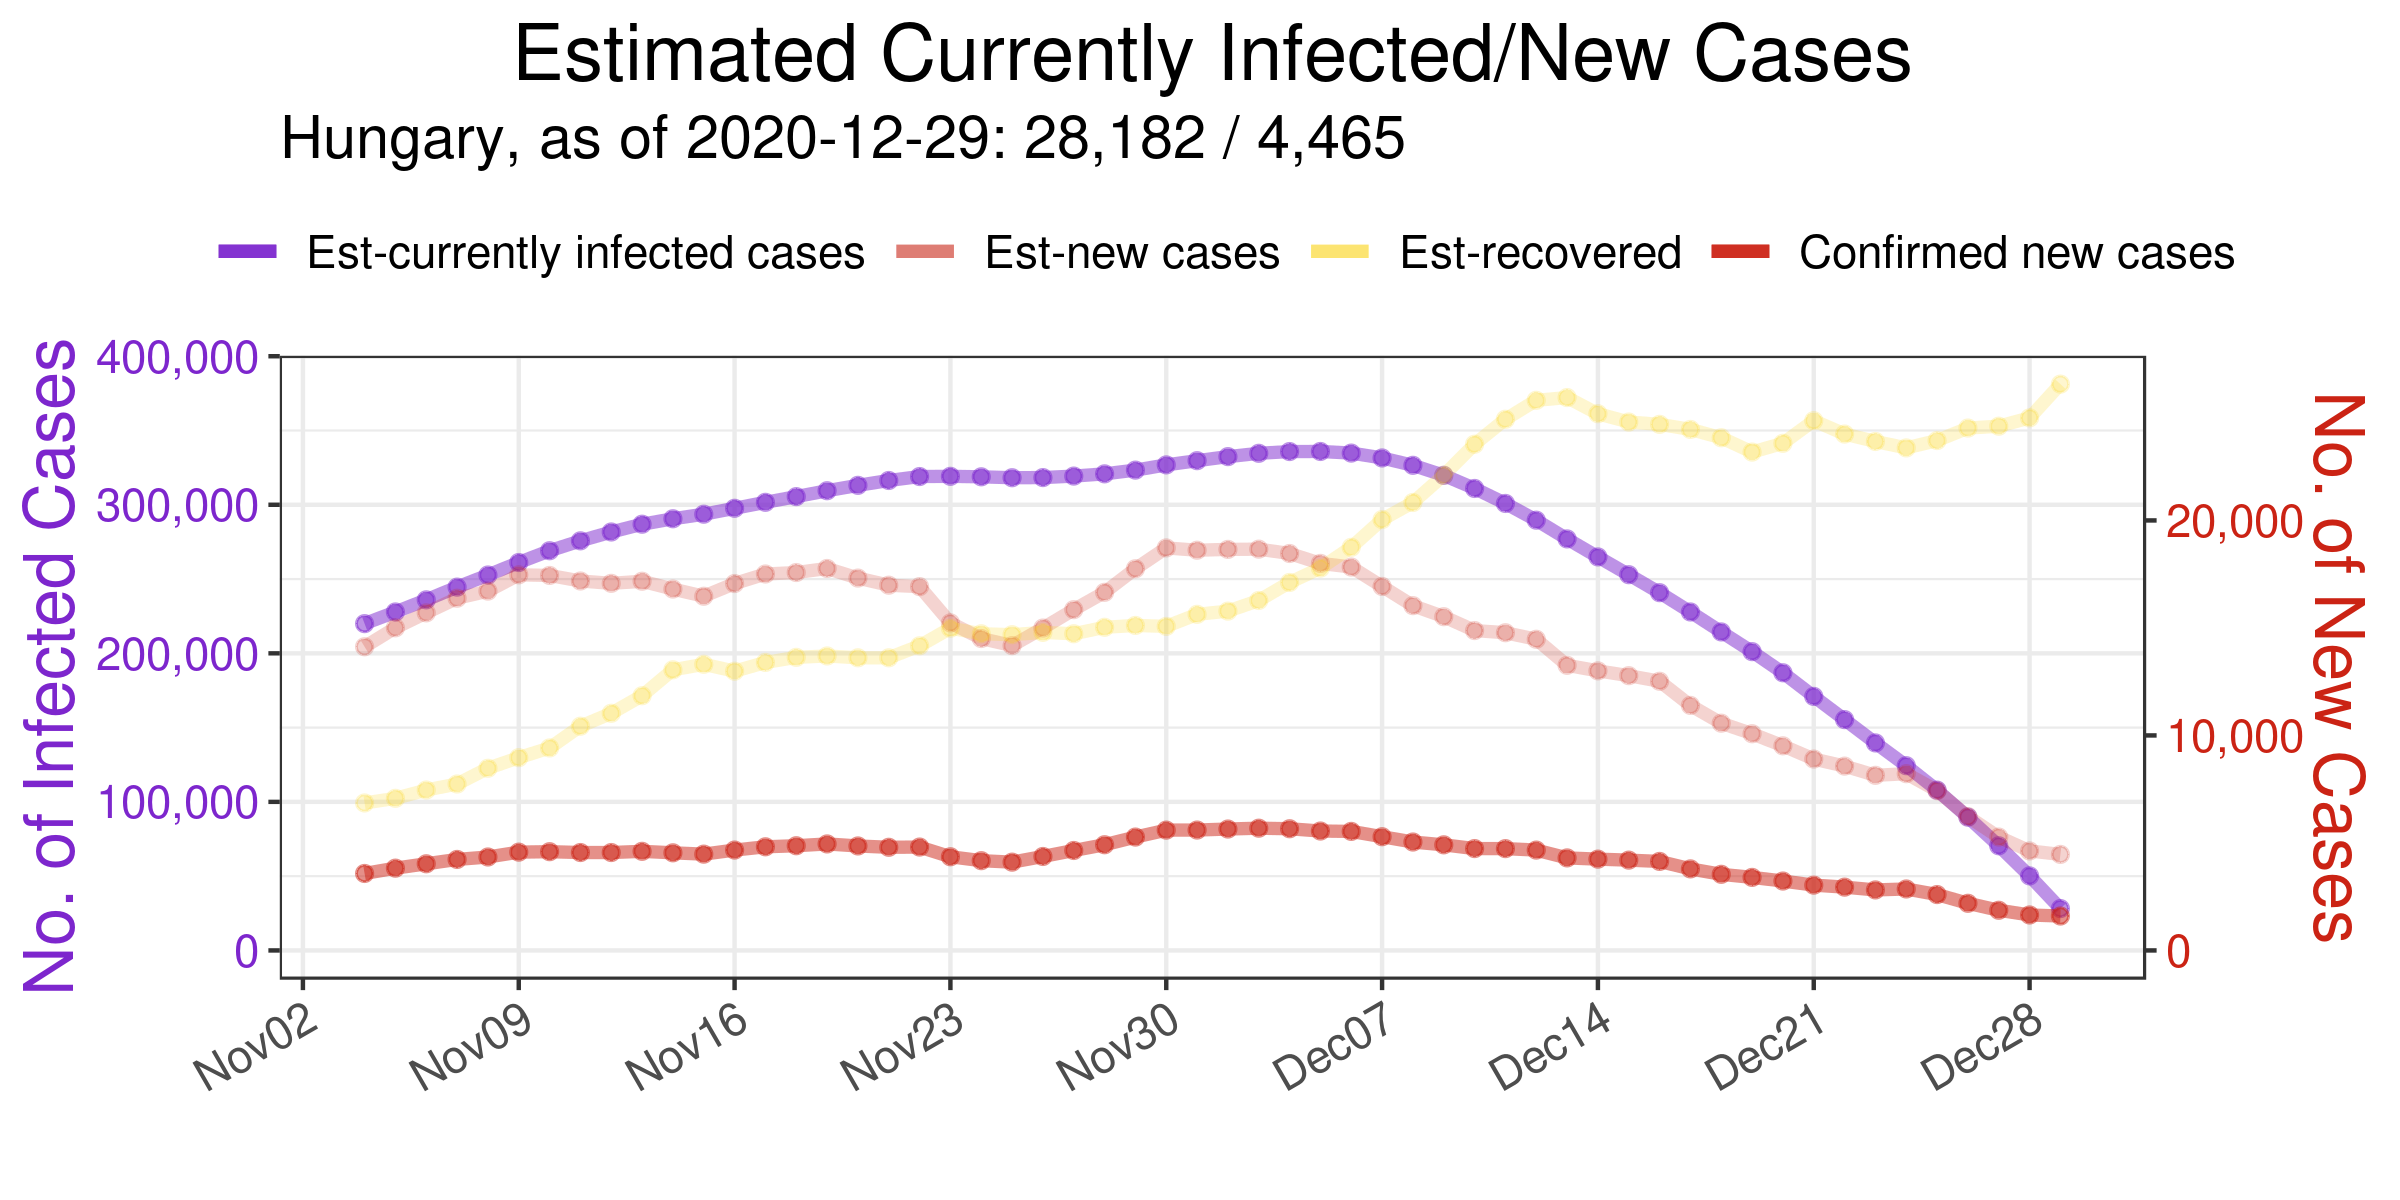 Estimated Currently Infected/New Cases
Hungary, as of 2020-12-29: 28,182 / 4,465
Est-currently infected cases Est-new cases Est-recovered Confirmed new cases
No. of Infected Cases
400,000
300,000
200,000
100,000
0
20,000
10,000
0
No. of New Cases
Nov02 Nov09 Nov16 Nov23 Nov30 Dec07 Dec14 Dec21 Dec28